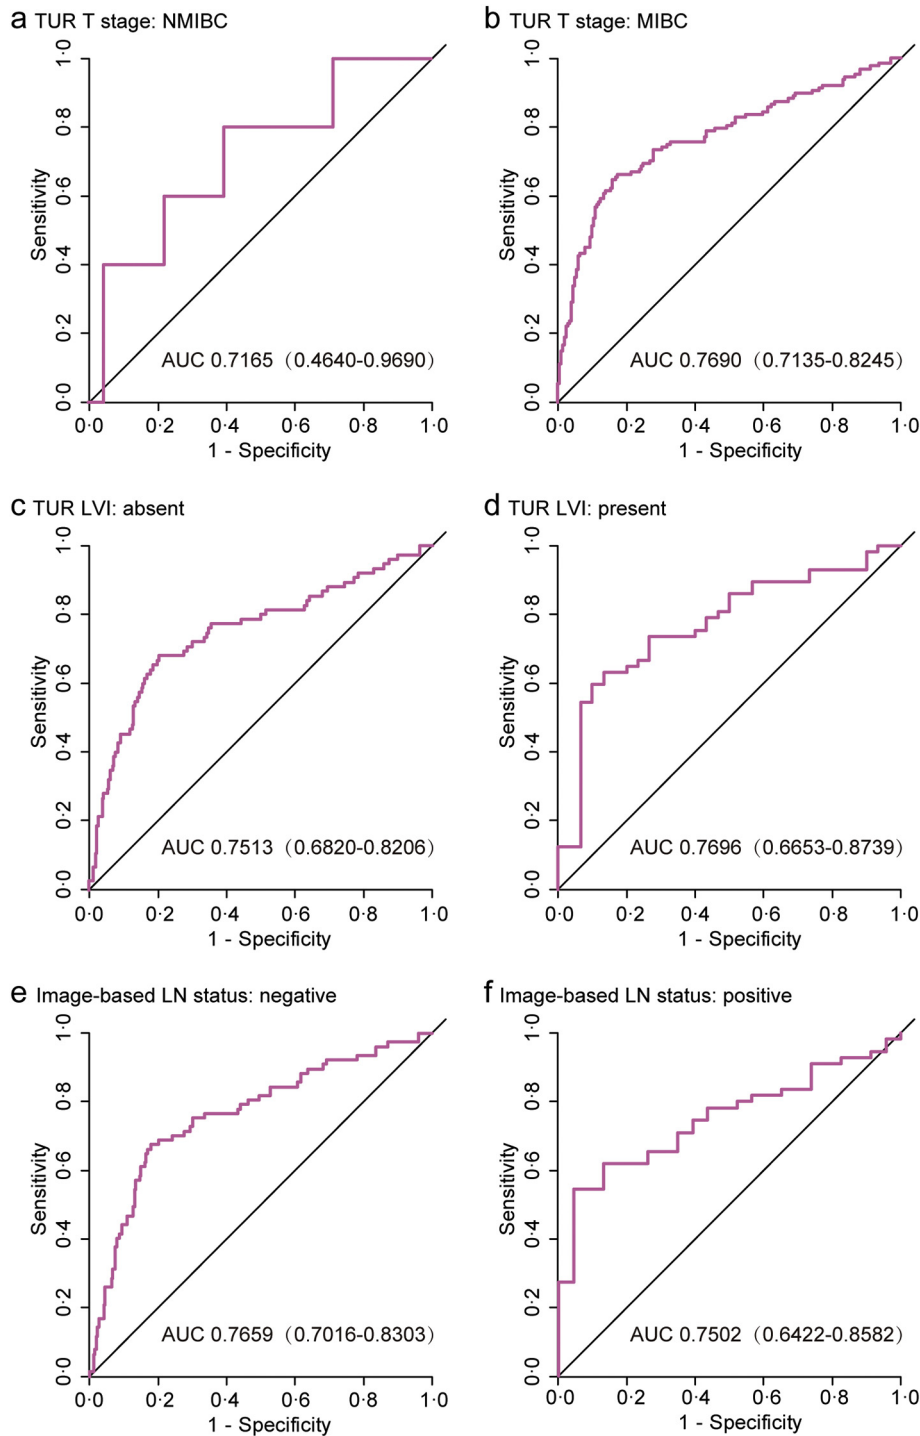 a TUR T stage: NMIBC
1·0
0·8
0·6
0·4
0·2
0·0
Sensitivity
AUC 0.7165（0.4640-0.9690）
0·0 0·2 0·4 0·6 0·8 1·0
1 - Specificity
b TUR T stage: MIBC
1·0
0·8
0·6
0·4
0·2
0·0
Sensitivity
AUC 0.7690（0.7135-0.8245）
0·0 0·2 0·4 0·6 0·8 1·0
1 - Specificity
c TUR LVI: absent
1·0
0·8
0·6
0·4
0·2
0·0
Sensitivity
AUC 0.7513（0.6820-0.8206）
0·0 0·2 0·4 0·6 0·8 1·0
1 - Specificity
d TUR LVI: present
1·0
0·8
0·6
0·4
0·2
0·0
Sensitivity
AUC 0.7696（0.6653-0.8739）
0·0 0·2 0·4 0·6 0·8 1·0
1 - Specificity
e Image-based LN status: negative
1·0
0·8
0·6
0·4
0·2
0·0
Sensitivity
AUC 0.7659（0.7016-0.8303）
0·0 0·2 0·4 0·6 0·8 1·0
1 - Specificity
f Image-based LN status: positive
1·0
0·8
0·6
0·4
0·2
0·0
Sensitivity
AUC 0.7502（0.6422-0.8582）
0·0 0·2 0·4 0·6 0·8 1·0
1 - Specificity